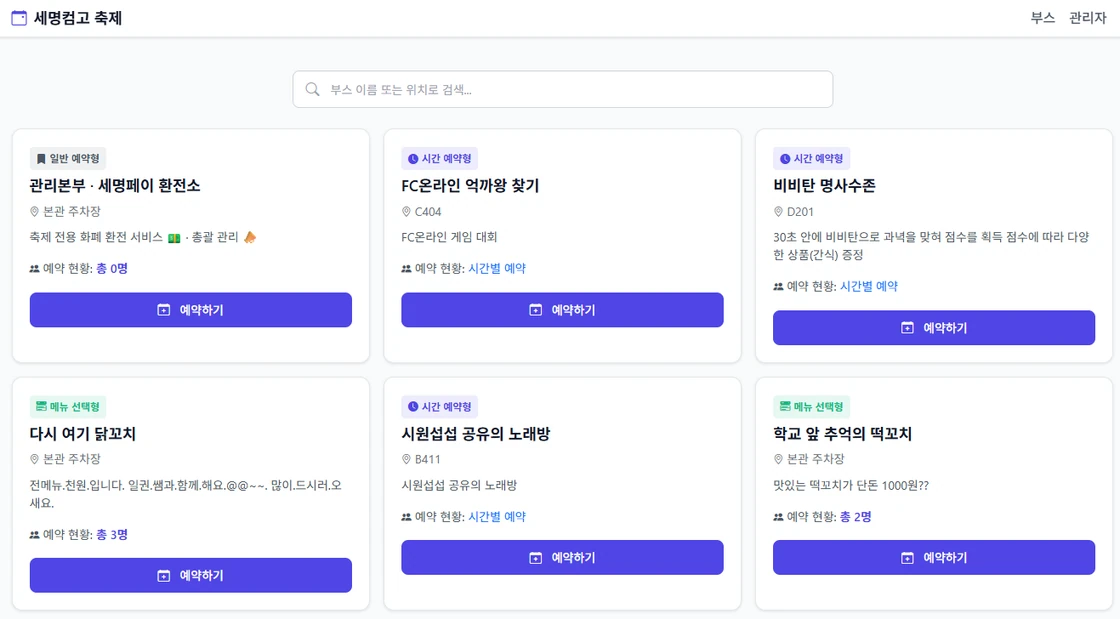 세명컴고 축제
부스 관리자
부스 이름 또는 위치로 검색...
일반 예약형
관리본부 · 세명페이 환전소
본관 주차장
축제 전용 화폐 환전 서비스 💵 · 총괄 관리 📣
예약 현황: 총 0명
예약하기
시간 예약형
FC온라인 억까왕 찾기
C404
FC온라인 게임 대회
예약 현황: 시간별 예약
예약하기
시간 예약형
비비탄 명사수존
D201
30초 안에 비비탄으로 과녁을 맞혀 점수를 획득 점수에 따라 다양
한 상품(간식) 증정
예약 현황: 시간별 예약
예약하기
메뉴 선택형
다시 여기 닭꼬치
본관 주차장
전메뉴.천원.입니다. 일권.쌤과.함께.해요.@@~~. 많이.드시러.오
새요.
예약 현황: 총 3명
예약하기
시간 예약형
시원섭섭 공유의 노래방
B411
시원섭섭 공유의 노래방
예약 현황: 시간별 예약
예약하기
메뉴 선택형
학교 앞 추억의 떡꼬치
본관 주차장
맛있는 떡꼬치가 단돈 1000원??
예약 현황: 총 2명
예약하기